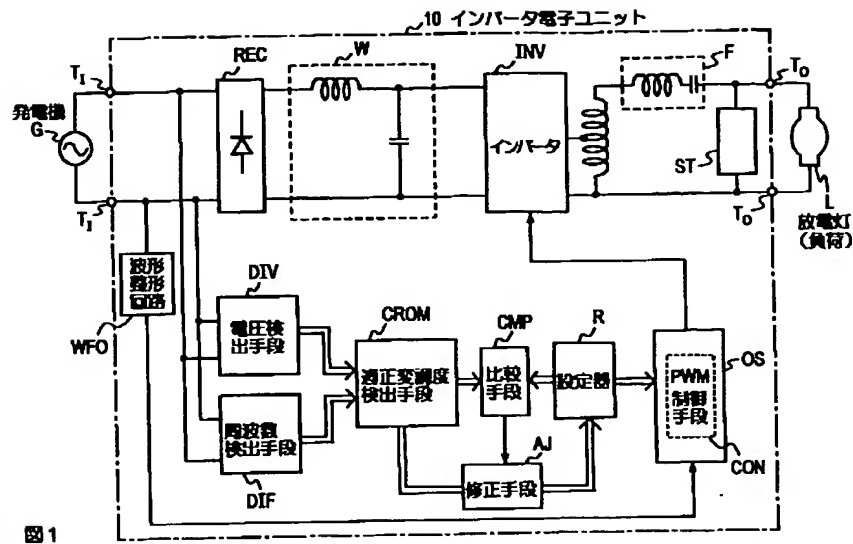 10 インバータ電子ユニット
REC
W
INV
F
T_I
T_O
発電機
G
インバータ
ST
T_I
T_O
L
放電灯
(負荷)
波形
整形
回路
WFO
DIV
電圧検
出手段
CROM
適正変調度
検出手段
CMP
比較
手段
R
設定器
OS
PWM
制御
手段
CON
周波数
検出手段
DIF
AJ
修正手段
図1